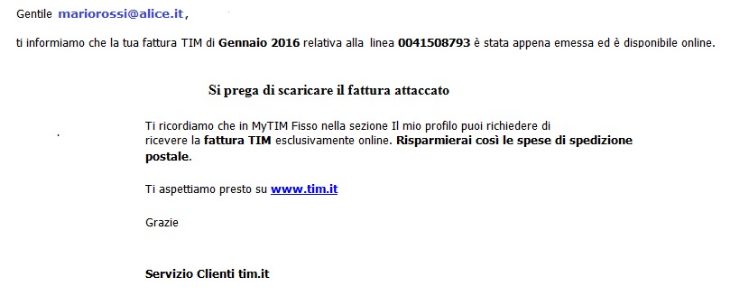 Gentile mariorossi@alice.it,
ti informiamo che la tua fattura TIM di Gennaio 2016 relativa alla linea 0041508793 è stata appena emessa ed è disponibile online.
Si prega di scaricare il fattura attaccato
Ti ricordiamo che in MyTIM Fisso nella sezione Il mio profilo puoi richiedere di
ricevere la fattura TIM esclusivamente online. Risparmierai così le spese di spedizione
postale.
Ti aspettiamo presto su www.tim.it
Grazie
Servizio Clienti tim.it